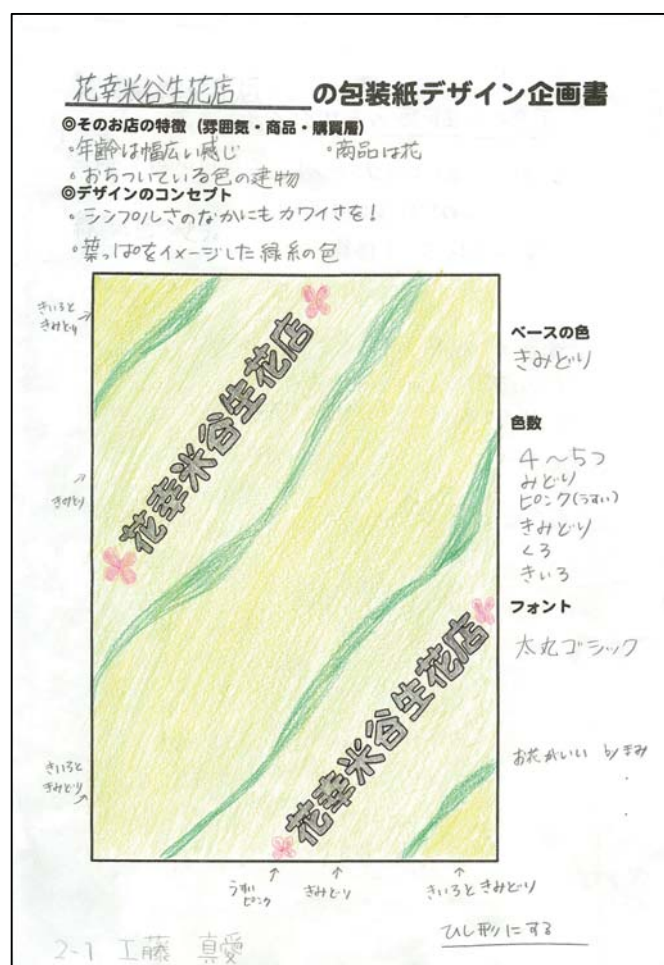 花幸米谷生花店 の包装紙デザイン企画書
◎そのお店の特徴（雰囲気・商品・購買層）
・年齢は幅広い感じ ・商品は花
・おちついている色の建物
◎デザインのコンセプト
・シンプルさのなかにもカワイさを!
・葉っぱをイメージした緑糸の色
きいろと
きみどり
花幸米谷生花店
きみどり
花幸米谷生花店
きいろと
きみどり
うすい
ピンク
きみどり
きいろときみどり
ベースの色
きみどり
色数
4〜5つ
みどり
ピンク(うすい)
きみどり
くろ
きいろ
フォント
太丸ゴシック
お花がいい by きみ
ひし形にする
2-1 工藤 真愛